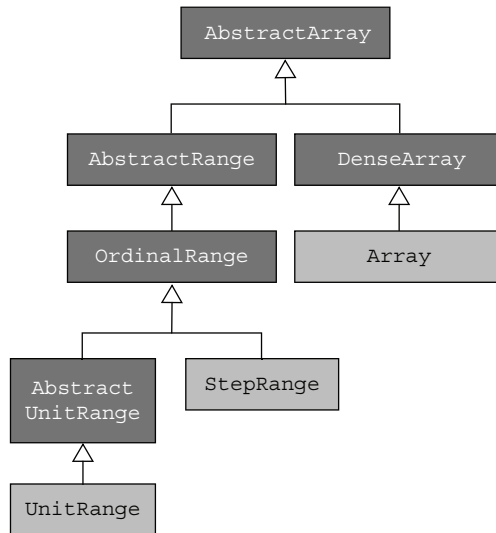 AbstractArray
AbstractRange
DenseArray
OrdinalRange
Array
Abstract
UnitRange
StepRange
UnitRange